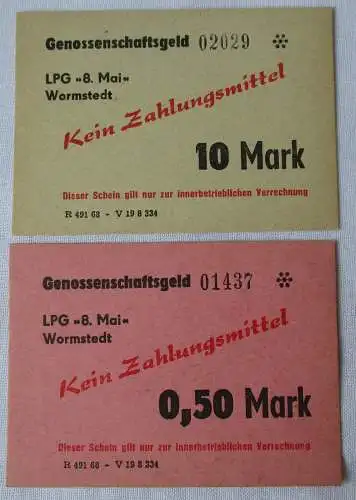 Genossenschaftsgeld 02029
LPG »8. Mai«
Wormstedt
Kein Zahlungsmittel
10 Mark
Dieser Schein gilt nur zur innerbetrieblichen Verrechnung
R 491 68 - V 19 8 334
Genossenschaftsgeld 01437
LPG »8. Mai«
Wormstedt
Kein Zahlungsmittel
0,50 Mark
Dieser Schein gilt nur zur innerbetrieblichen Verrechnung
R 491 68 - V 19 8 334